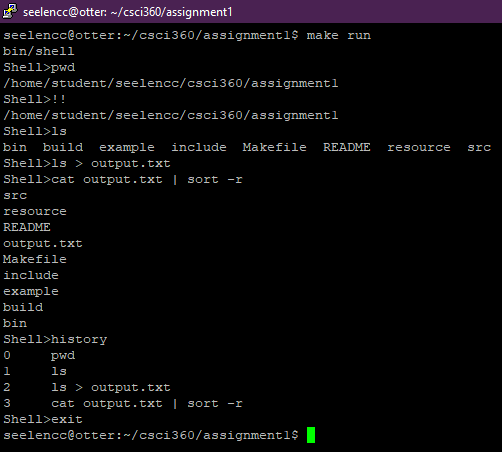 seelencc@otter: ~/csci360/assignment1
seelencc@otter:~/csci360/assignment1$ make run
bin/shell
Shell>pwd
/home/student/seelencc/csci360/assignment1
Shell>!!
/home/student/seelencc/csci360/assignment1
Shell>ls
bin  build  example  include  Makefile  README  resource  src
Shell>ls > output.txt
Shell>cat output.txt | sort -r
src
resource
README
output.txt
Makefile
include
example
build
bin
Shell>history
0     pwd
1     ls
2     ls > output.txt
3     cat output.txt | sort -r
Shell>exit
seelencc@otter:~/csci360/assignment1$